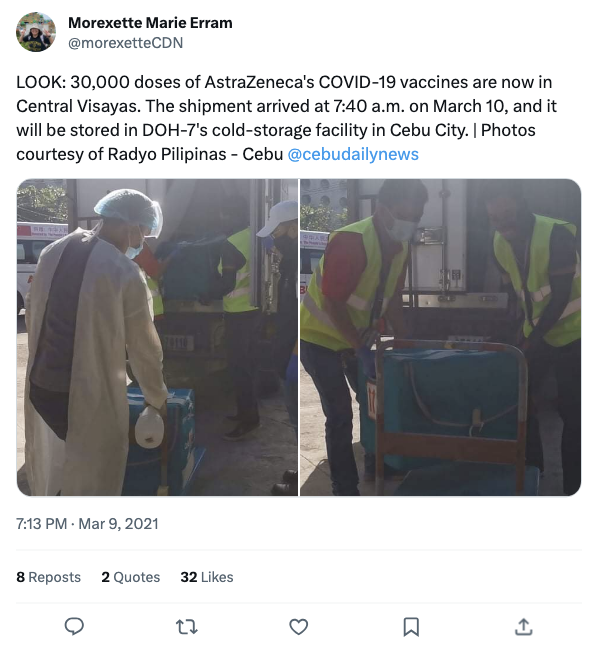 Morexette Marie Erram
@morexetteCDN
LOOK: 30,000 doses of AstraZeneca's COVID-19 vaccines are now in
Central Visayas. The shipment arrived at 7:40 a.m. on March 10, and it
will be stored in DOH-7's cold-storage facility in Cebu City. | Photos
courtesy of Radyo Pilipinas - Cebu @cebudailynews
7:13 PM · Mar 9, 2021
8 Reposts 2 Quotes 32 Likes